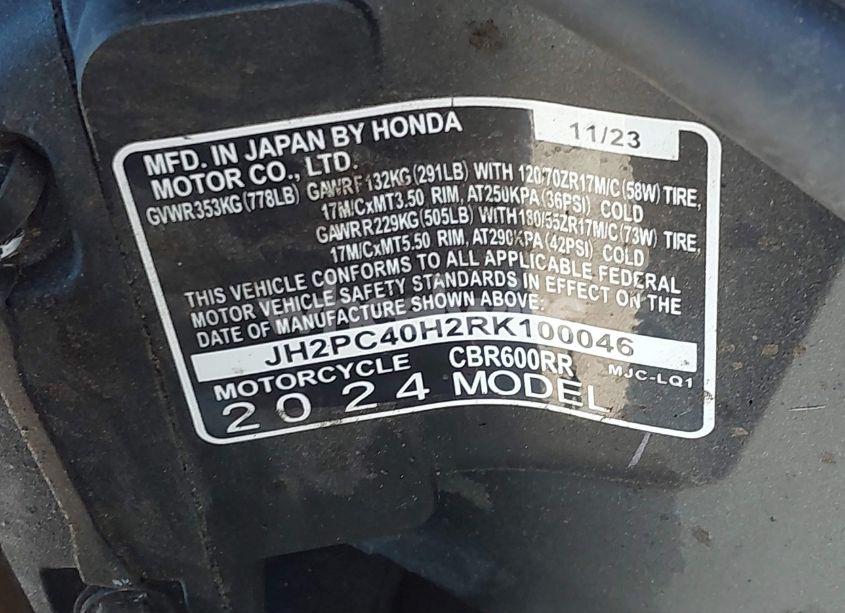 MFD. IN JAPAN BY HONDA
MOTOR CO., LTD.
11/23
GVWR353KG(778LB) GAWRF132KG(291LB) WITH 120/70ZR17M/C(58W)TIRE,
17M/CxMT3.50 RIM, AT250KPA(36PSI) COLD
GAWRR229KG(505LB) WITH180/55ZR17M/C(73W) TIRE,
17M/CxMT5.50 RIM, AT290KPA(42PSI) COLD
THIS VEHICLE CONFORMS TO ALL APPLICABLE FEDERAL
MOTOR VEHICLE SAFETY STANDARDS IN EFFECT ON THE
DATE OF MANUFACTURE SHOWN ABOVE:
JH2PC40H2RK100046
MOTORCYCLE CBR600RR MJC-LQ1
2024 MODEL